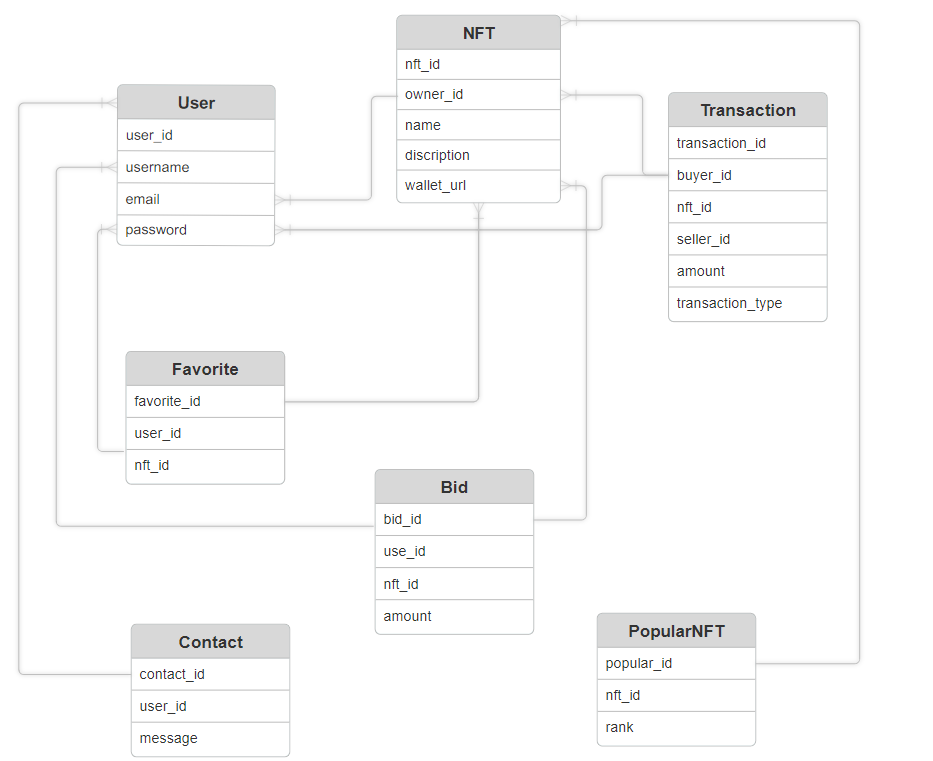 NFT
nft_id
owner_id
name
discription
wallet_url
User
user_id
username
email
password
Transaction
transaction_id
buyer_id
nft_id
seller_id
amount
transaction_type
Favorite
favorite_id
user_id
nft_id
Bid
bid_id
use_id
nft_id
amount
Contact
contact_id
user_id
message
PopularNFT
popular_id
nft_id
rank